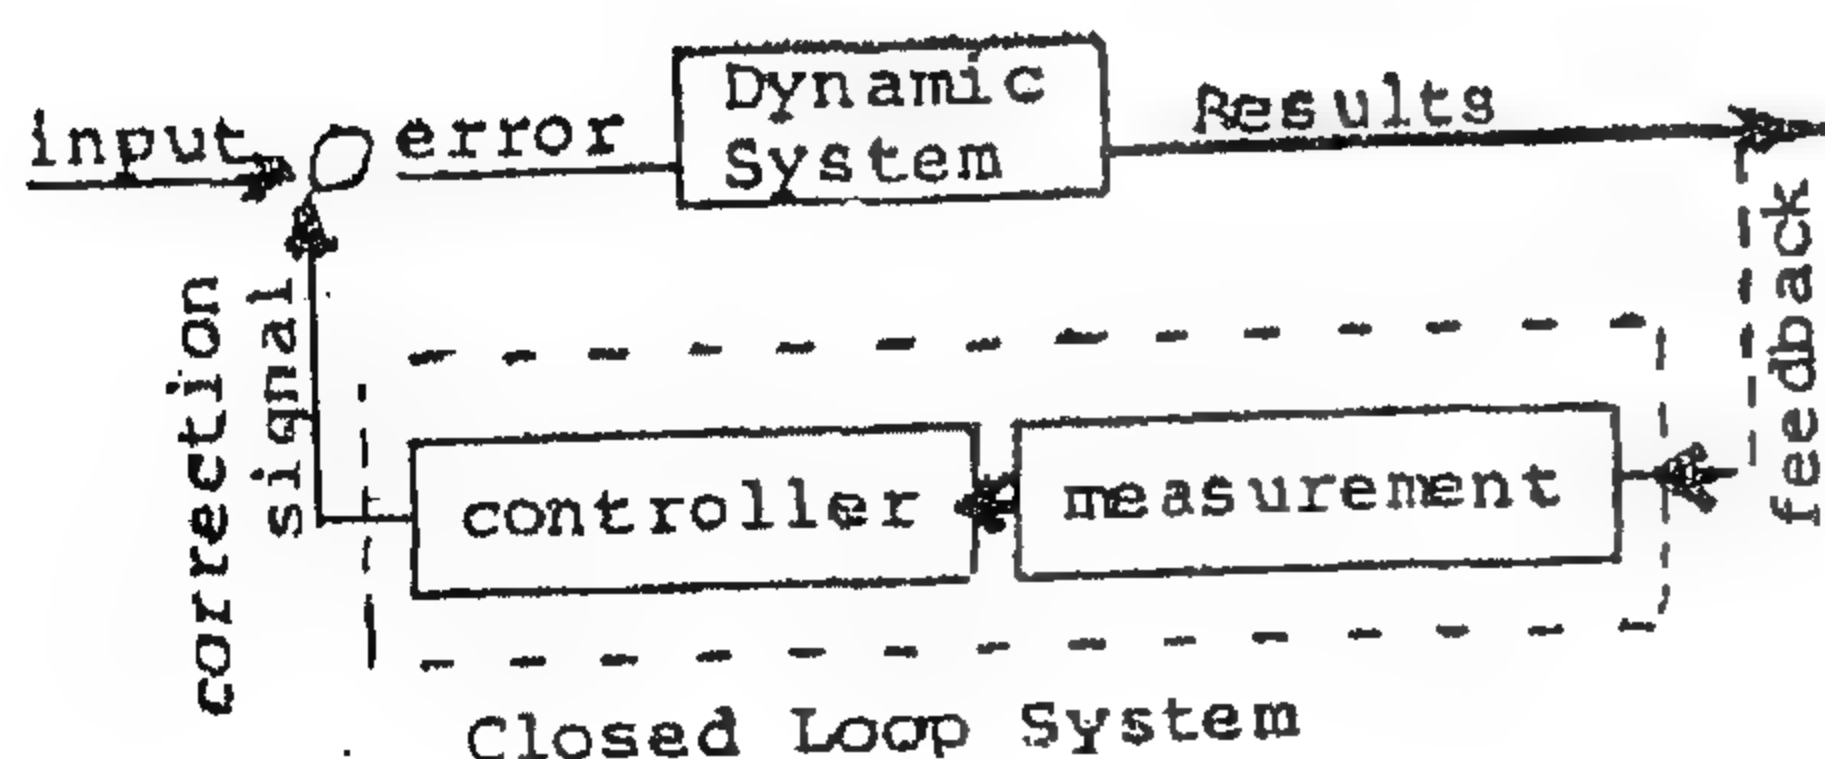 input
error
Dynamic
System
Results
feedback
correction
signal
controller
measurement
Closed Loop System